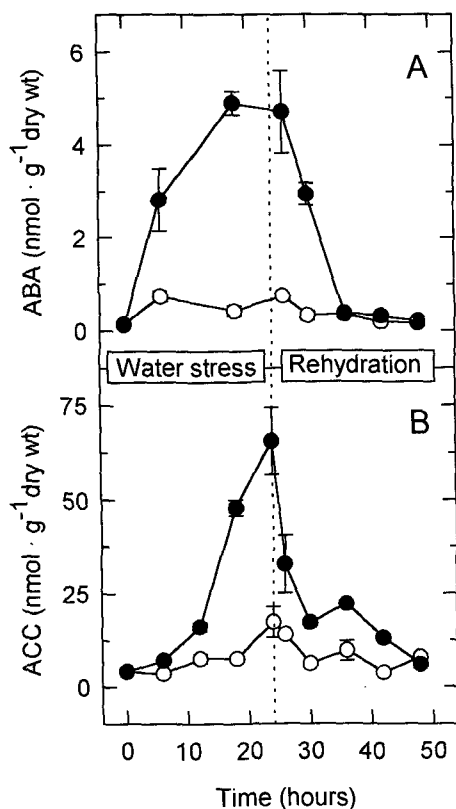 A
6
4
2
0
ABA (nmol · g⁻¹ dry wt)
Water stress
Rehydration
B
75
50
25
0
ACC (nmol · g⁻¹ dry wt)
0 10 20 30 40 50
Time (hours)